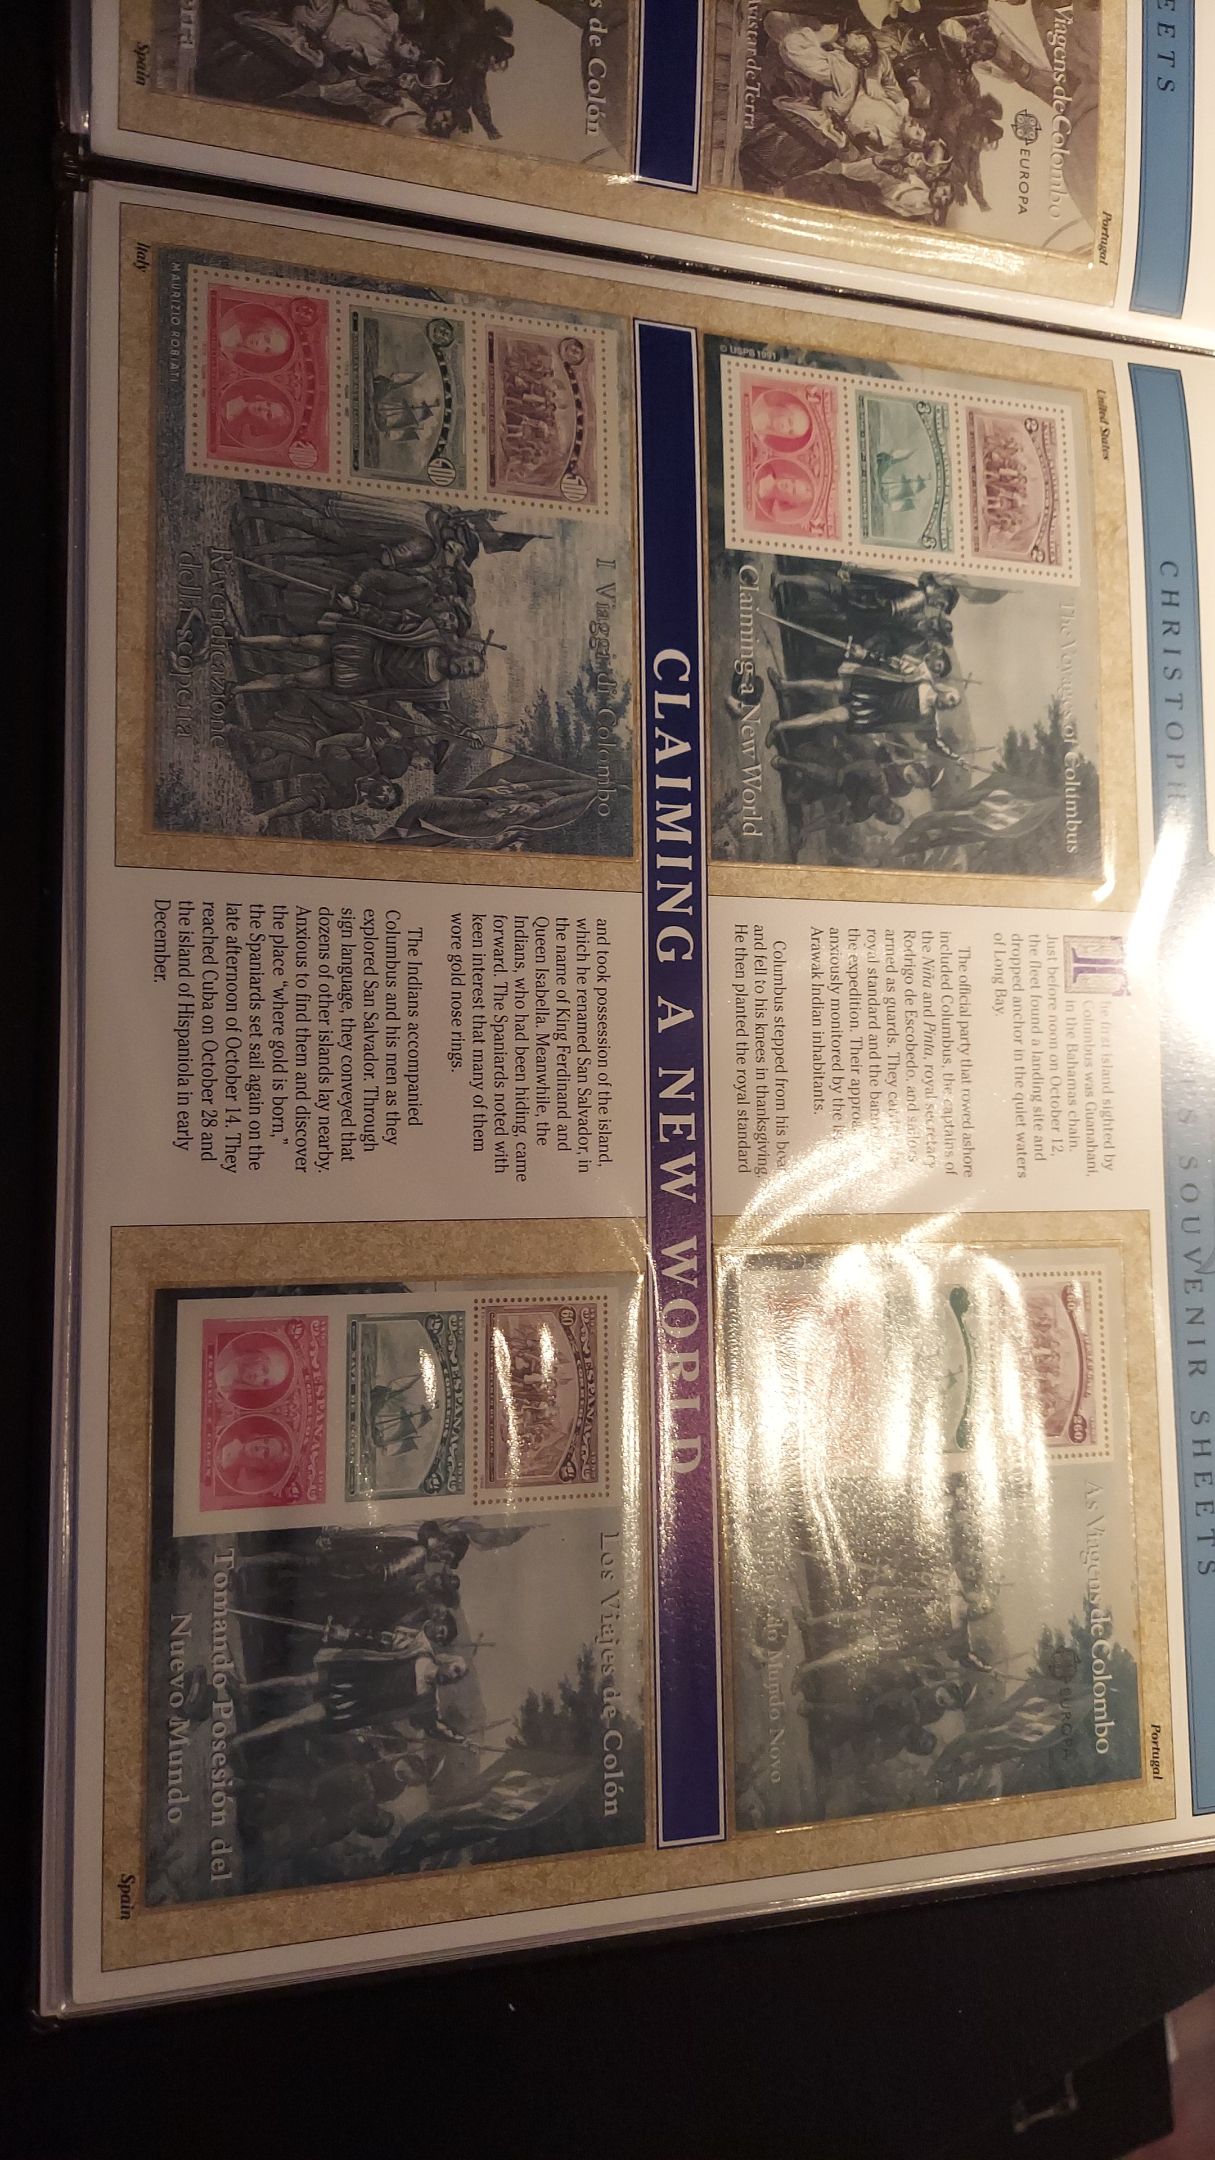 EETS
Viagens de Colombo
EUROPA
Avistar de Terra
Portugal
s de Colón
Tierra
Spain
CHRISTOPH
S SOUVENIR SHEETS
United States
© USPS 1991
The Voyages of Columbus
Claiming a New World
CLAIMING A NEW WORLD
The first island sighted by
Columbus was Guanahani,
in the Bahamas chain.
Just before noon on October 12,
the fleet found a landing site and
dropped anchor in the quiet waters
of Long Bay.
The official party that rowed ashore
included Columbus, the captains of
the Niña and Pinta, royal secretary
Rodrigo de Escobedo, and sailors
armed as guards. They
royal standard and the
the expedition. Their
anxiously monitored by the
Arawak Indian inhabitants.
Columbus stepped from his boat
and fell to his knees in thanksgiving.
He then planted the royal standard
and took possession of the island,
which he renamed San Salvador, in
the name of King Ferdinand and
Queen Isabella. Meanwhile, the
Indians, who had been hiding, came
forward. The Spaniards noted with
keen interest that many of them
wore gold nose rings.
The Indians accompanied
Columbus and his men as they
explored San Salvador. Through
sign language, they conveyed that
dozens of other islands lay nearby.
Anxious to find them and discover
the place "where gold is born,"
the Spaniards set sail again on the
late afternoon of October 14. They
reached Cuba on October 28 and
the island of Hispaniola in early
December.
Portugal
As Viagens de Colombo
EUROPA
do Mundo Novo
260
Italy
MAURIZIO ROBIATI
I Viaggi di Colombo
Rivendicazione
della scoperta
Spain
Los Viajes de Colón
Tomando Posesión del
Nuevo Mundo
ESPAÑA
60
ESPAÑA
ESPAÑA